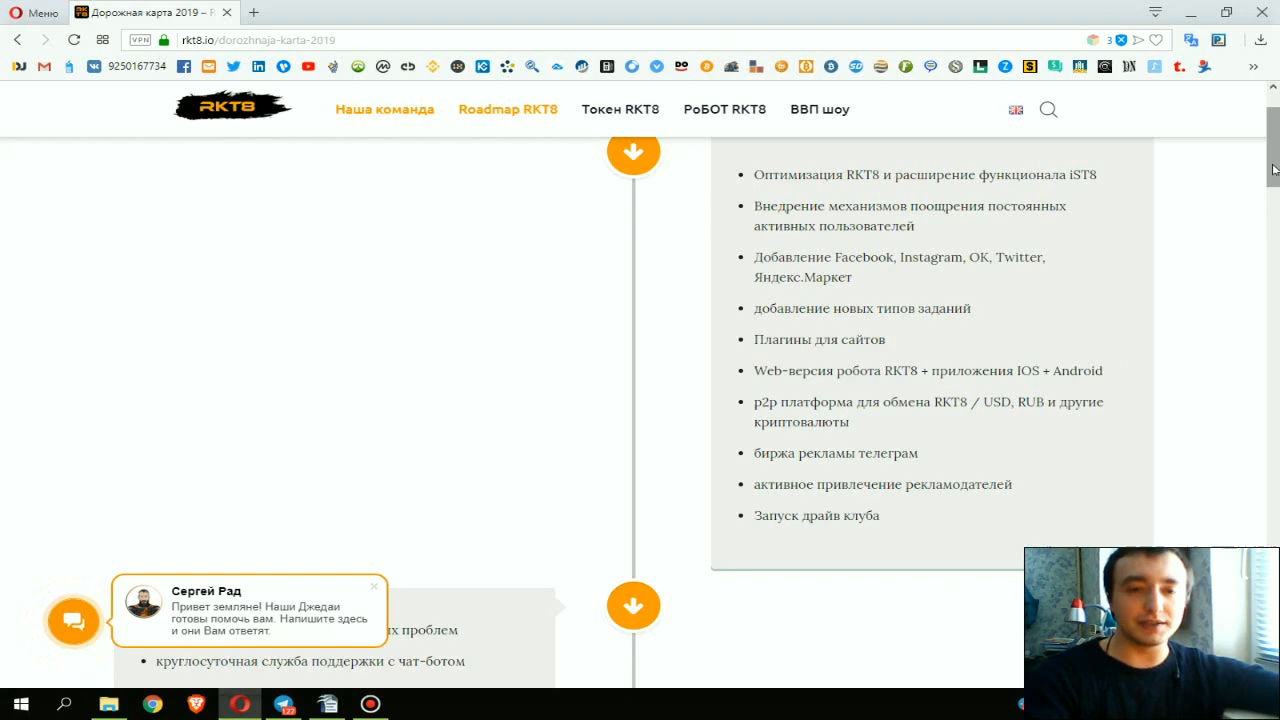 Меню
Дорожная карта 2019 – R
VPN
rkt8.io/dorozhnaja-karta-2019
3
9250167734
RKT8
Наша команда
Roadmap RKT8
Токен RKT8
РоБОТ RKT8
ВВП шоу
Оптимизация RKT8 и расширение функционала iST8
Внедрение механизмов поощрения постоянных
активных пользователей
Добавление Facebook, Instagram, OK, Twitter,
Яндекс.Маркет
добавление новых типов заданий
Плагины для сайтов
Web-версия робота RKT8 + приложения IOS + Android
p2p платформа для обмена RKT8 / USD, RUB и другие
криптовалюты
биржа рекламы телеграм
активное привлечение рекламодателей
Запуск драйв клуба
Сергей Рад
Привет земляне! Наши Джедаи
готовы помочь вам. Напишите здесь
и они Вам ответят.
х проблем
круглосуточная служба поддержки с чат-ботом